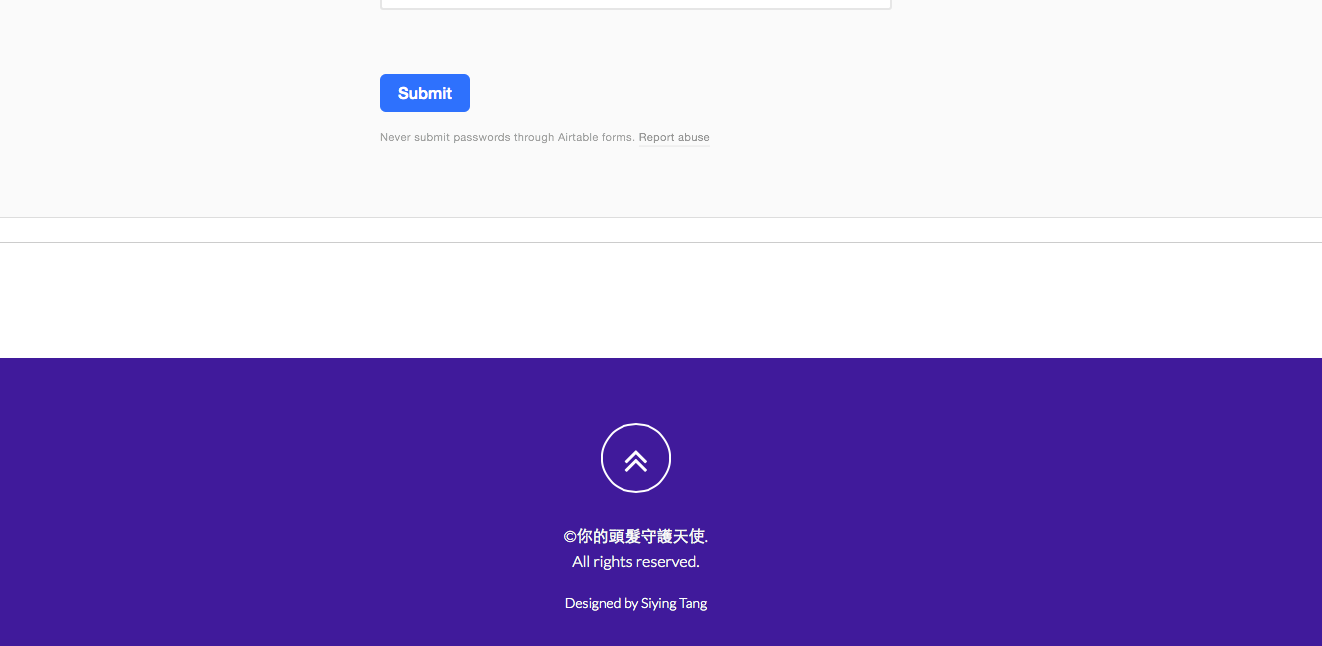 Submit
Never submit passwords through Airtable forms. Report abuse
©你的頭髮守護天使.
All rights reserved.
Designed by Siying Tang